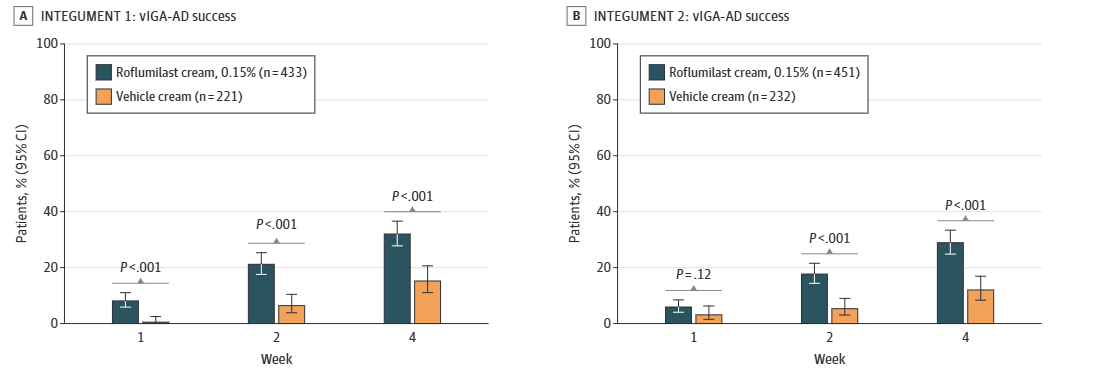 A INTEGUMENT 1: vIGA-AD success
100
80
60
40
20
0
Patients, % (95% CI)
Roflumilast cream, 0.15% (n=433)
Vehicle cream (n=221)
P<.001
P<.001
P<.001
1 2 4
Week
B INTEGUMENT 2: vIGA-AD success
100
80
60
40
20
0
Patients, % (95% CI)
Roflumilast cream, 0.15% (n=451)
Vehicle cream (n=232)
P=.12
P<.001
P<.001
1 2 4
Week